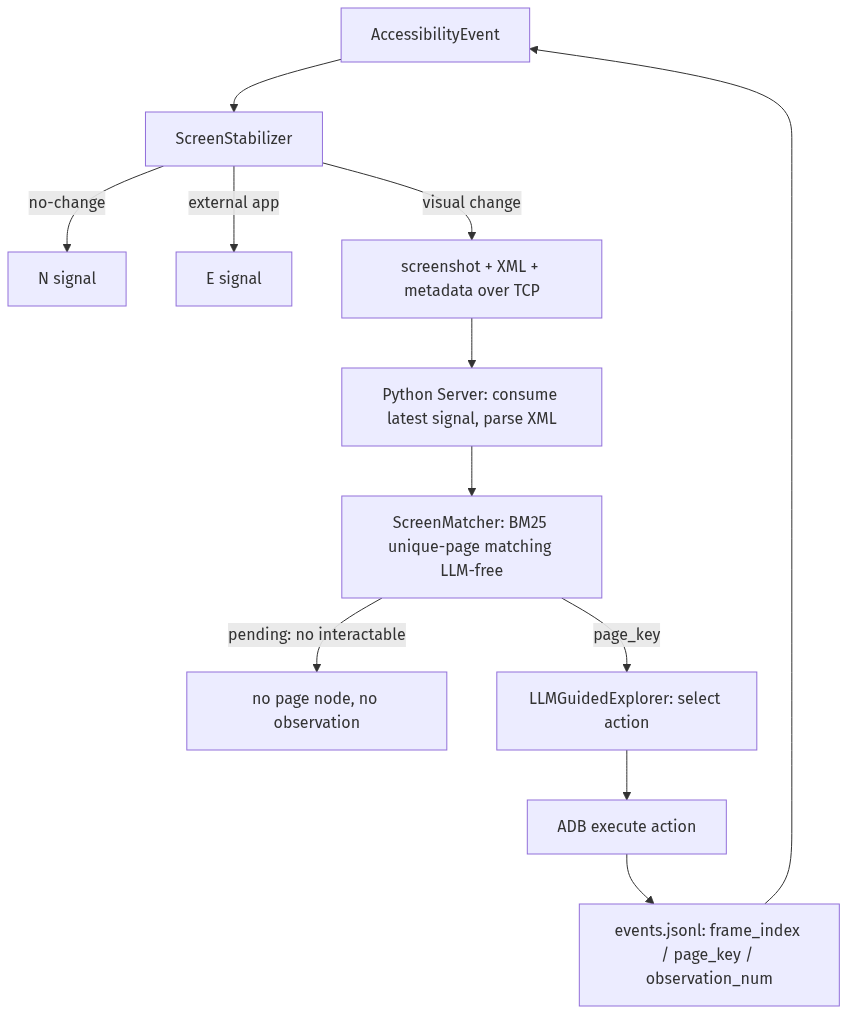 AccessibilityEvent
ScreenStabilizer
no-change
external app
visual change
N signal
E signal
screenshot + XML +
metadata over TCP
Python Server: consume
latest signal, parse XML
ScreenMatcher: BM25
unique-page matching
LLM-free
pending: no interactable
page_key
no page node, no
observation
LLMGuidedExplorer: select
action
ADB execute action
events.jsonl: frame_index
/ page_key /
observation_num